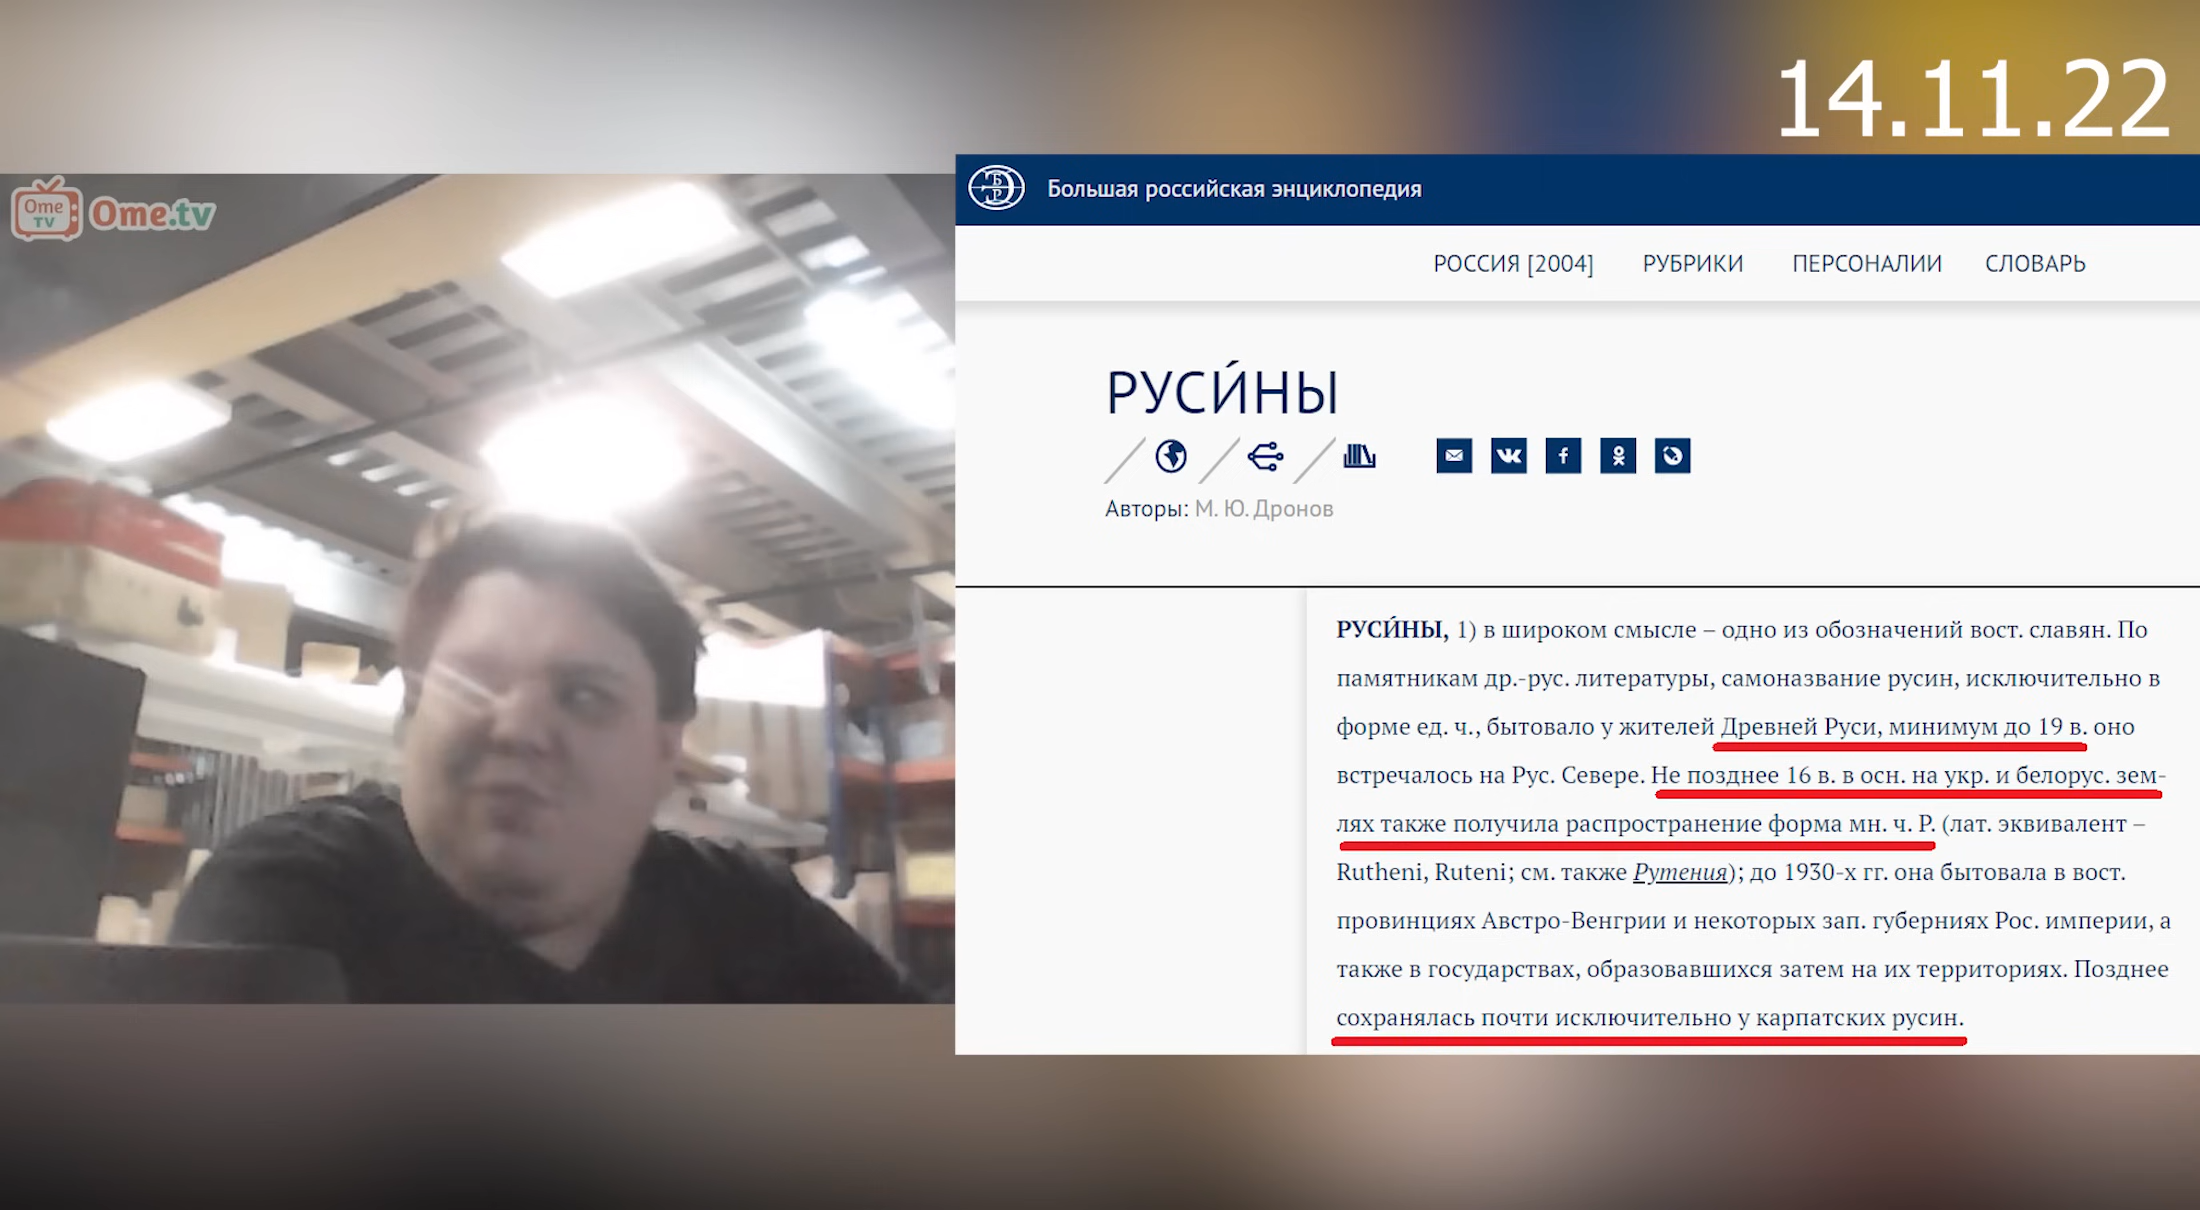 14.11.22
Ome TV Ome.tv
БРЭ Большая российская энциклопедия
РОССИЯ [2004] РУБРИКИ ПЕРСОНАЛИИ СЛОВАРЬ
РУСИ́НЫ
Авторы: М. Ю. Дронов
РУСИ́НЫ, 1) в широком смысле – одно из обозначений вост. славян. По
памятникам др.-рус. литературы, самоназвание русин, исключительно в
форме ед. ч., бытовало у жителей Древней Руси, минимум до 19 в. оно
встречалось на Рус. Севере. Не позднее 16 в. в осн. на укр. и белорус. зем-
лях также получила распространение форма мн. ч. Р. (лат. эквивалент –
Rutheni, Ruteni; см. также Рутения); до 1930-х гг. она бытовала в вост.
провинциях Австро-Венгрии и некоторых зап. губерниях Рос. империи, а
также в государствах, образовавшихся затем на их территориях. Позднее
сохранялась почти исключительно у карпатских русин.